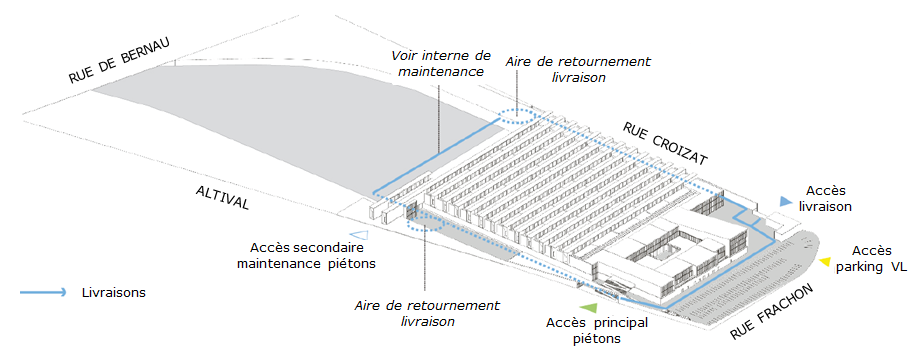 RUE DE BERNAU
Voir interne de
maintenance
Aire de retournement
livraison
RUE CROIZAT
ALTIVAL
Accès
livraison
Accès secondaire
maintenance piétons
Accès
parking VL
Livraisons
Aire de retournement
livraison
Accès principal
piétons
RUE FRACHON